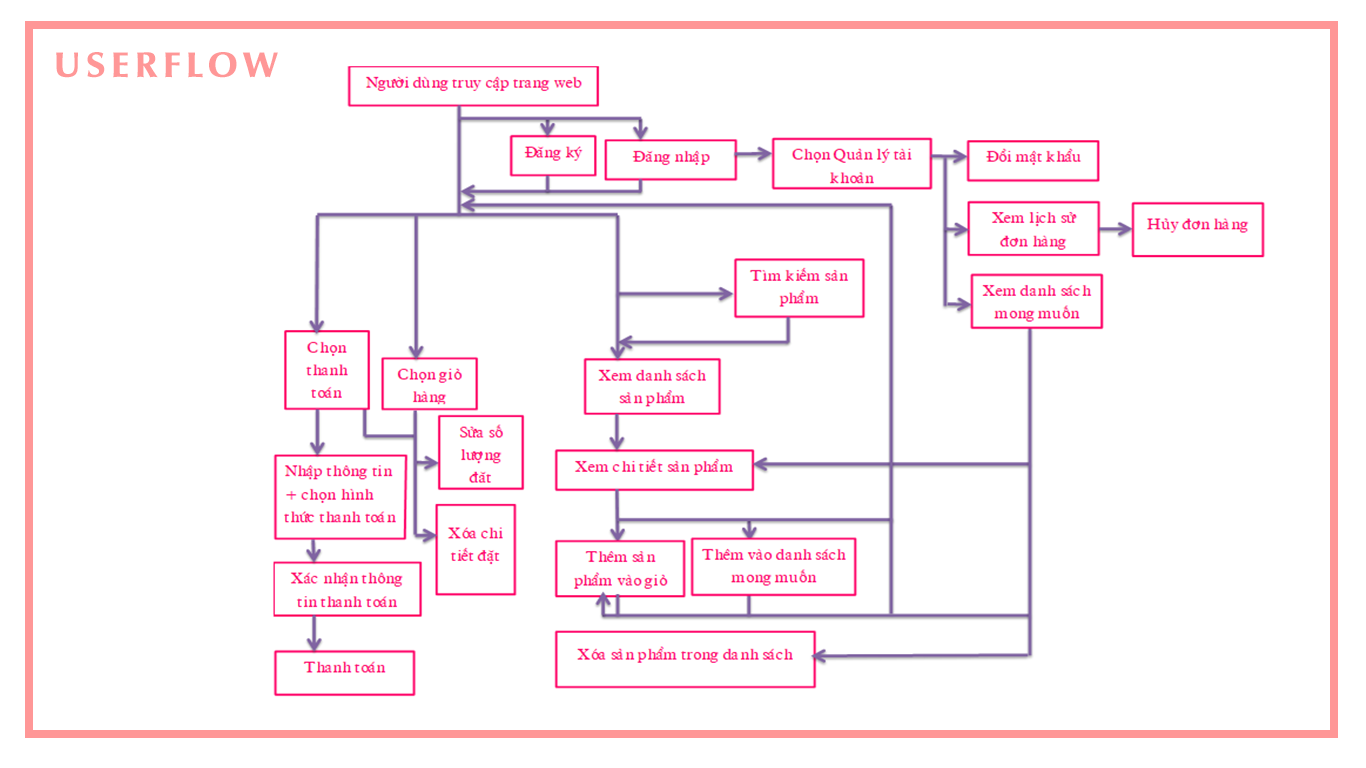 USERFLOW
Người dùng truy cập trang web
Đăng ký
Đăng nhập
Chọn Quản lý tài
khoản
Đổi mật khẩu
Xem lịch sử
đơn hàng
Hủy đơn hàng
Tìm kiếm sản
phẩm
Xem danh sách
mong muốn
Chọn
thanh
toán
Chọn giỏ
hàng
Xem danh sách
sản phẩm
Sửa số
lượng
đất
Nhập thông tin
+ chọn hình
thức thanh toán
Xem chi tiết sản phẩm
Xóa chi
tiết đặt
Xác nhận thông
tin thanh toán
Thêm sản
phẩm vào giỏ
Thêm vào danh sách
mong muốn
Thanh toán
Xóa sản phẩm trong danh sách